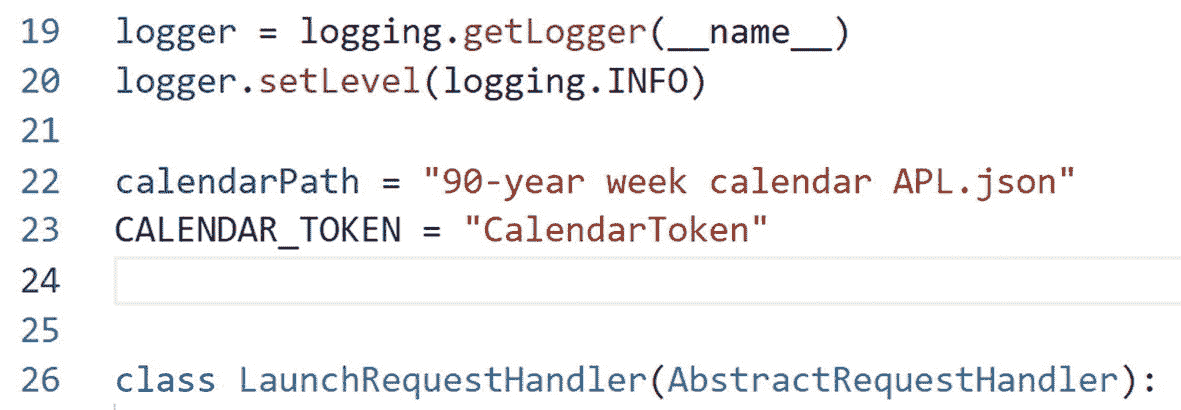 19 logger = logging.getLogger(__name__)
20 logger.setLevel(logging.INFO)
21
22 calendarPath = "90-year week calendar APL.json"
23 CALENDAR_TOKEN = "CalendarToken"
24
25
26 class LaunchRequestHandler(AbstractRequestHandler):